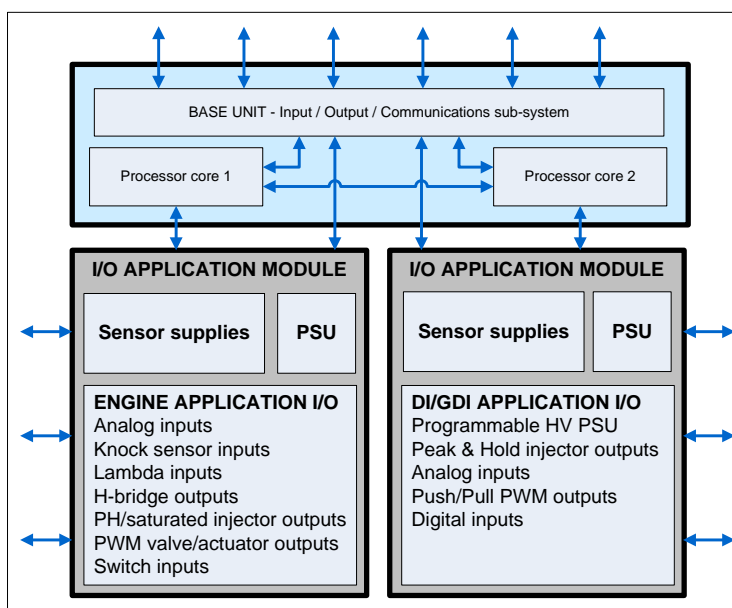 BASE UNIT - Input / Output / Communications sub-system
Processor core 1
Processor core 2
I/O APPLICATION MODULE
Sensor supplies
PSU
ENGINE APPLICATION I/O
Analog inputs
Knock sensor inputs
Lambda inputs
H-bridge outputs
PH/saturated injector outputs
PWM valve/actuator outputs
Switch inputs
I/O APPLICATION MODULE
Sensor supplies
PSU
DI/GDI APPLICATION I/O
Programmable HV PSU
Peak & Hold injector outputs
Analog inputs
Push/Pull PWM outputs
Digital inputs